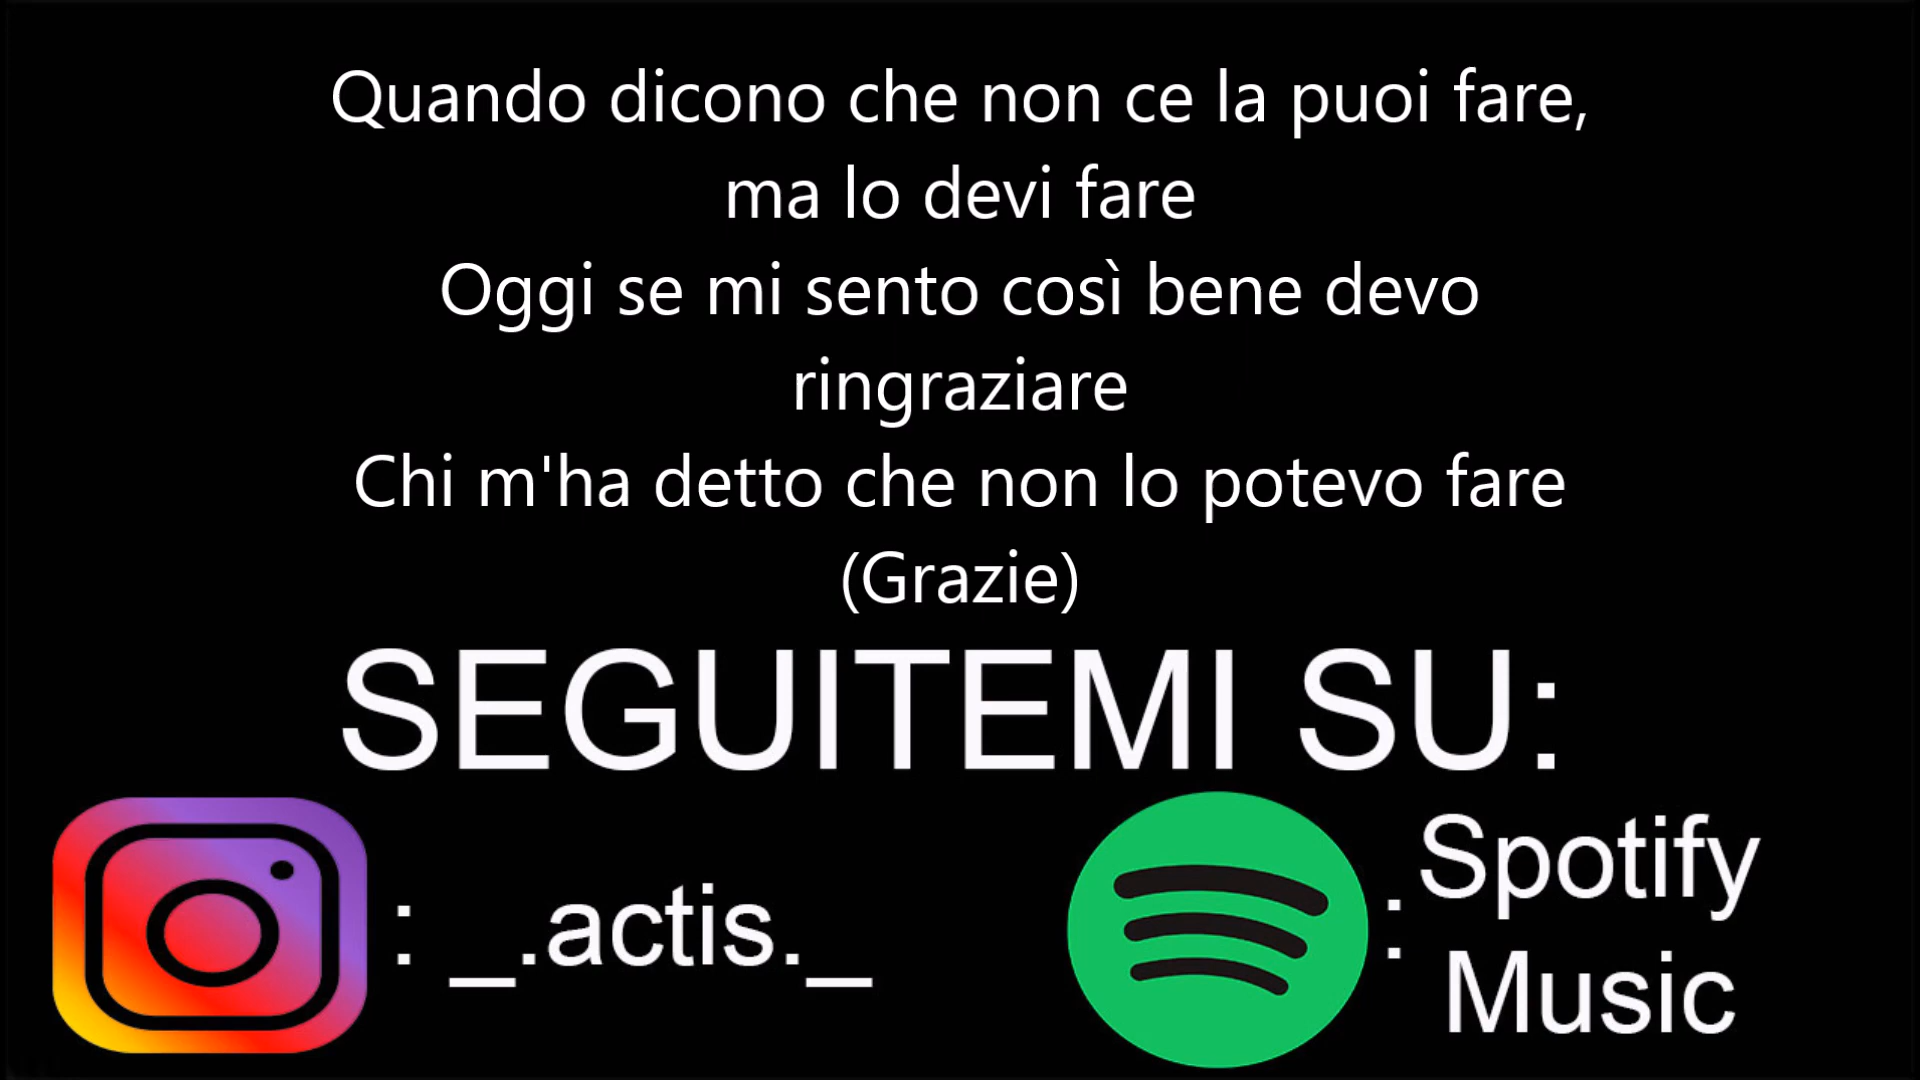 Quando dicono che non ce la puoi fare,
ma lo devi fare
Oggi se mi sento così bene devo
ringraziare
Chi m'ha detto che non lo potevo fare
(Grazie)
SEGUITEMI SU:
: _.actis._
: Spotify
Music